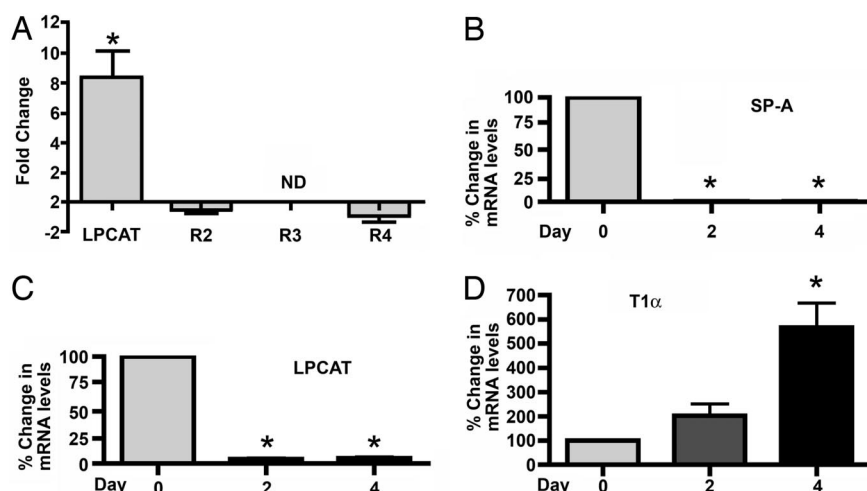 A
*
12
10
8
6
4
2
2
-2
Fold Change
ND
LPCAT R2 R3 R4
B
100
75
50
25
0
% Change in
mRNA levels
SP-A
* *
Day 0 2 4
C
100
75
50
25
0
% Change in
mRNA levels
LPCAT
* *
Day 0 2 4
D
700
600
500
400
300
200
100
0
% Change in
mRNA levels
T1α
*
Day 0 2 4